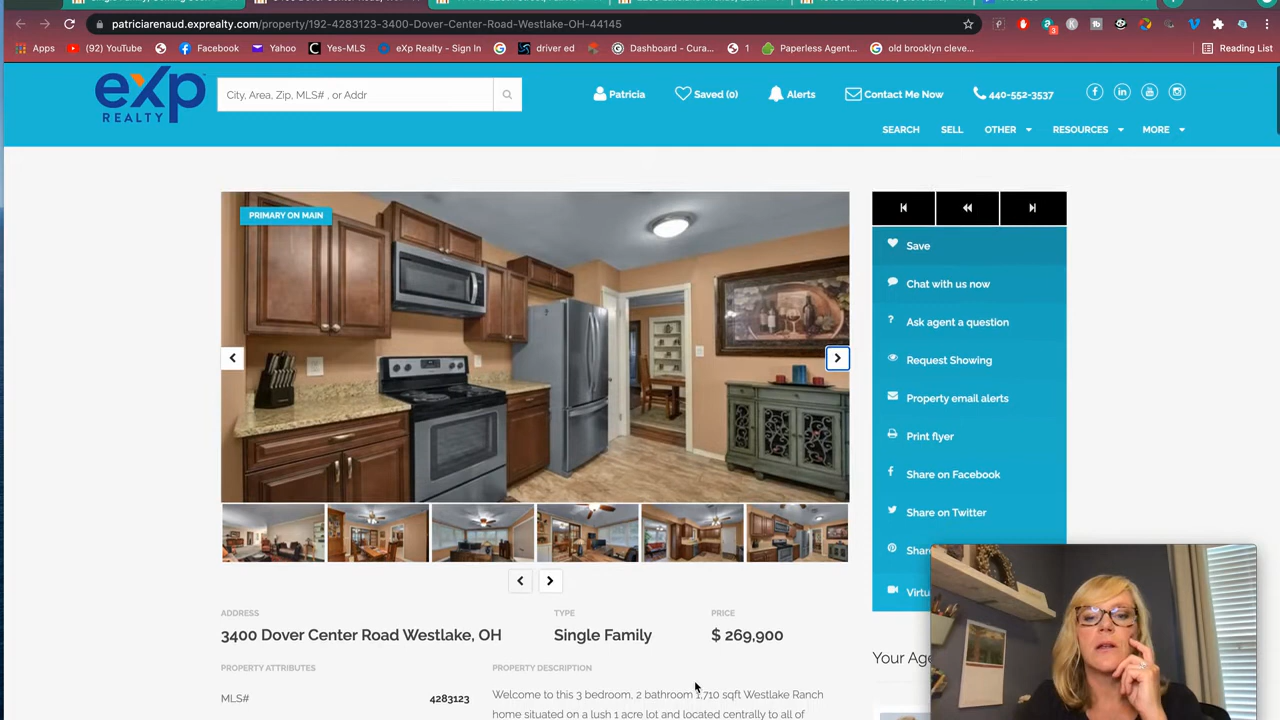 patriciarenaud.exprealty.com/property/192-4283123-3400-Dover-Center-Road-Westlake-OH-44145
Apps (92) YouTube Facebook Yahoo Yes-MLS eXp Realty - Sign In driver ed Dashboard - Cura... 1 Paperless Agent... old brooklyn cleve... Reading List
eXp REALTY
City, Area, Zip, MLS# , or Addr
Patricia Saved (0) Alerts Contact Me Now 440-552-3537
SEARCH SELL OTHER RESOURCES MORE
PRIMARY ON MAIN
Save
Chat with us now
Ask agent a question
Request Showing
Property email alerts
Print flyer
Share on Facebook
Share on Twitter
ADDRESS TYPE PRICE
3400 Dover Center Road Westlake, OH Single Family $ 269,900
Your
PROPERTY ATTRIBUTES PROPERTY DESCRIPTION
MLS# 4283123
Welcome to this 3 bedroom, 2 bathroom 1,710 sqft Westlake Ranch
home situated on a lush 1 acre lot and located centrally to all of